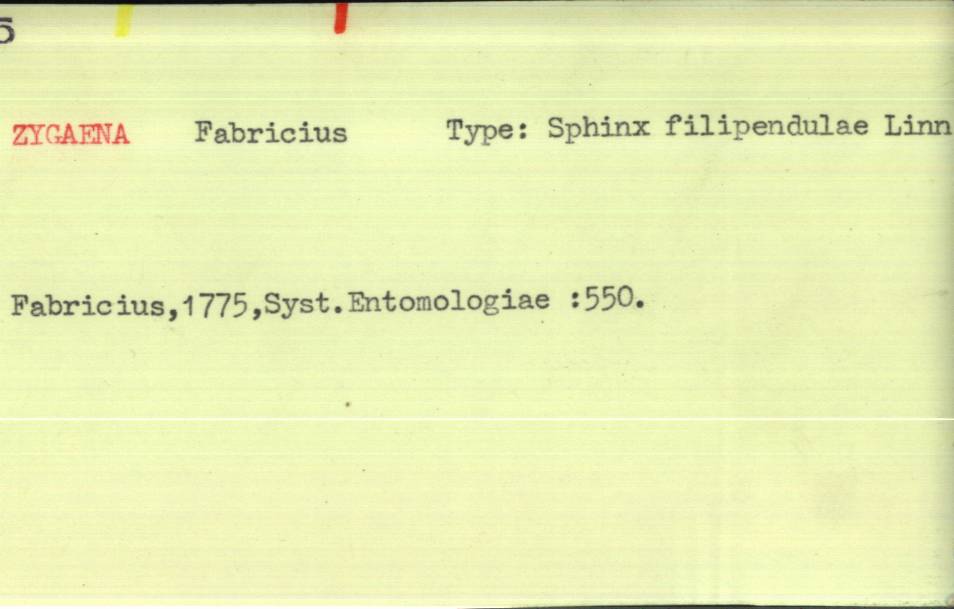 5
ZYGAENA Fabricius Type: Sphinx filipendulae Linn
Fabricius,1775,Syst.Entomologiae :550.